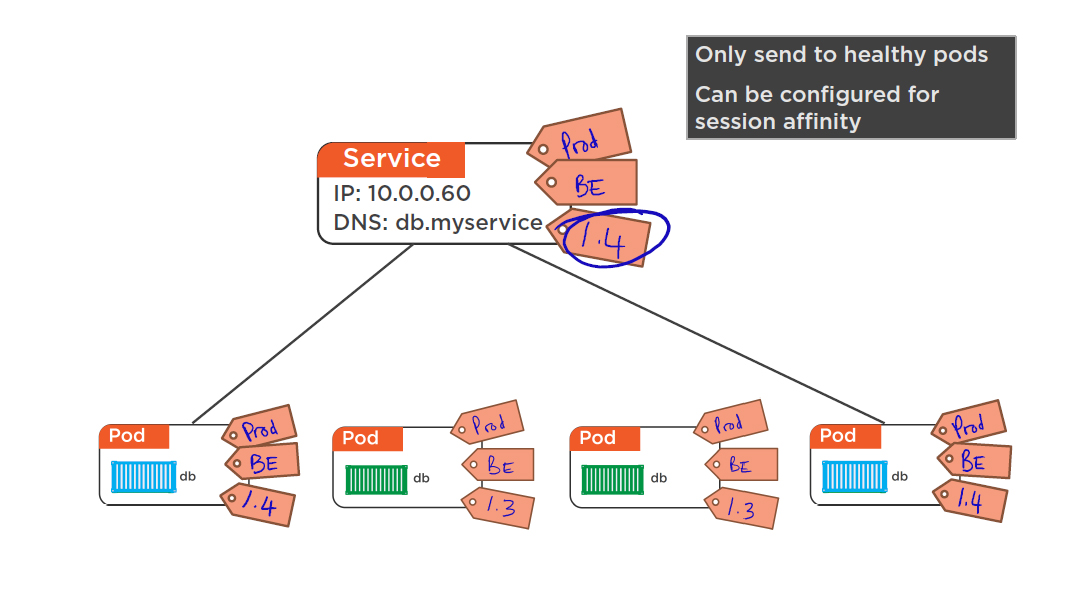 Only send to healthy pods
Can be configured for
session affinity
Service
IP: 10.0.0.60
DNS: db.myservice
Prod
BE
1.4
Pod
db
Prod
BE
1.4
Pod
db
Prod
BE
1.3
Pod
db
Prod
BE
1.3
Pod
db
Prod
BE
1.4